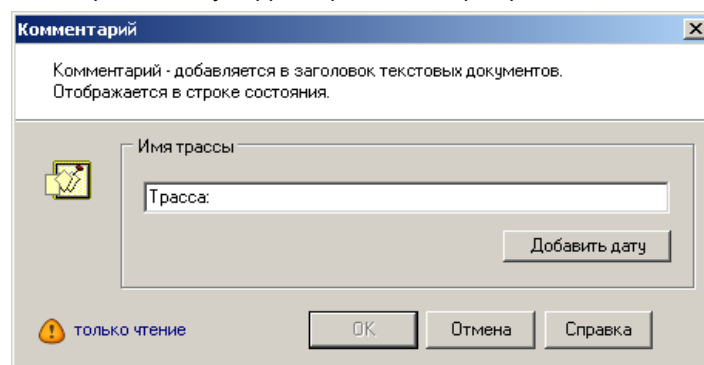 Комментарий
Комментарий - добавляется в заголовок текстовых документов.
Отображается в строке состояния.
Имя трассы
Трасса:
Добавить дату
только чтение
OK
Отмена
Справка